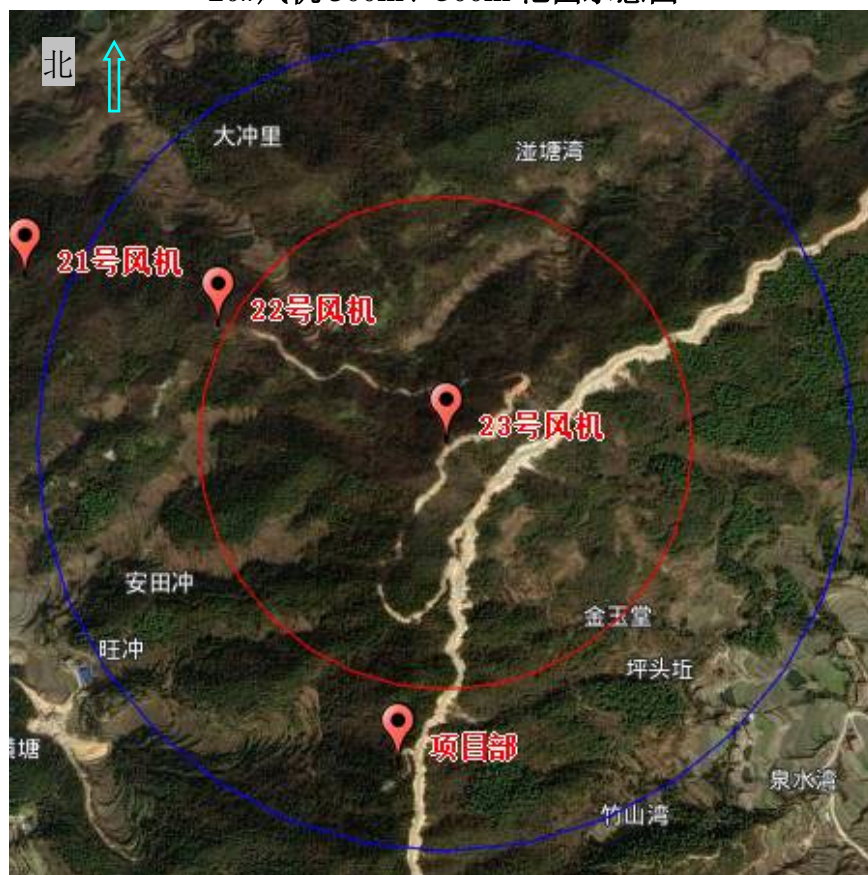 北
大冲里
湴塘湾
21号风机
22号风机
23号风机
安田冲
金玉堂
旺冲
坪头坵
项目部
塘
泉水湾
竹山湾